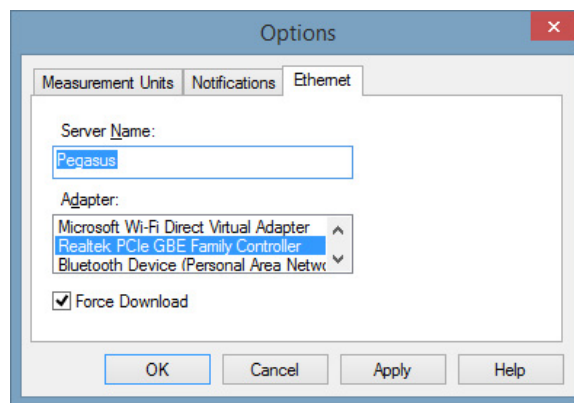 Options
Measurement Units Notifications Ethernet
Server Name:
Pegasus
Adapter:
Microsoft Wi-Fi Direct Virtual Adapter
Realtek PCIe GBE Family Controller
Bluetooth Device (Personal Area Netwo
Force Download
OK Cancel Apply Help